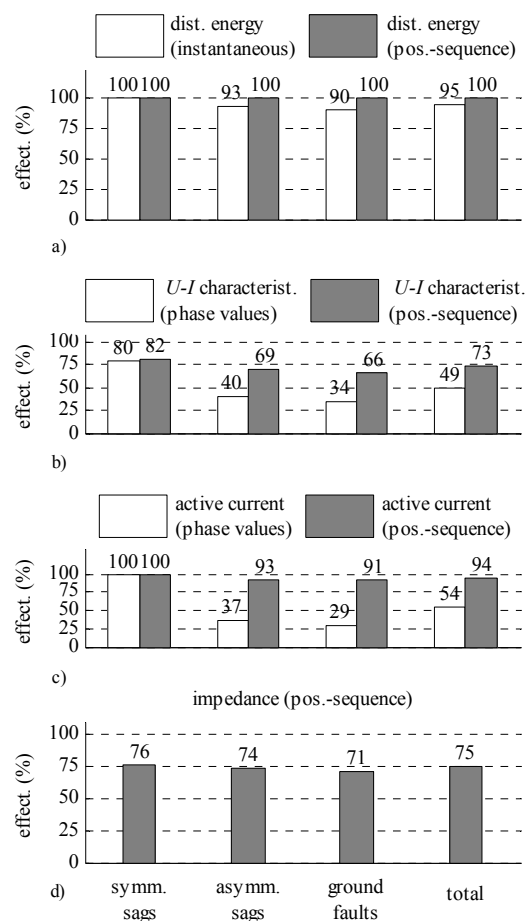 dist. energy
(instantaneous)
dist. energy
(pos.-sequence)
effect. (%)
100
75
50
25
0
100 100
93 100
90 100
95 100
a)
U-I characterist.
(phase values)
U-I characterist.
(pos.-sequence)
effect. (%)
100
75
50
25
0
80 82
40 69
34 66
49 73
b)
active current
(phase values)
active current
(pos.-sequence)
effect. (%)
100
75
50
25
0
100 100
37 93
29 91
54 94
c)
impedance (pos.-sequence)
effect. (%)
100
75
50
25
0
76
74
71
75
d)
symm.
sags
asymm.
sags
ground
faults
total